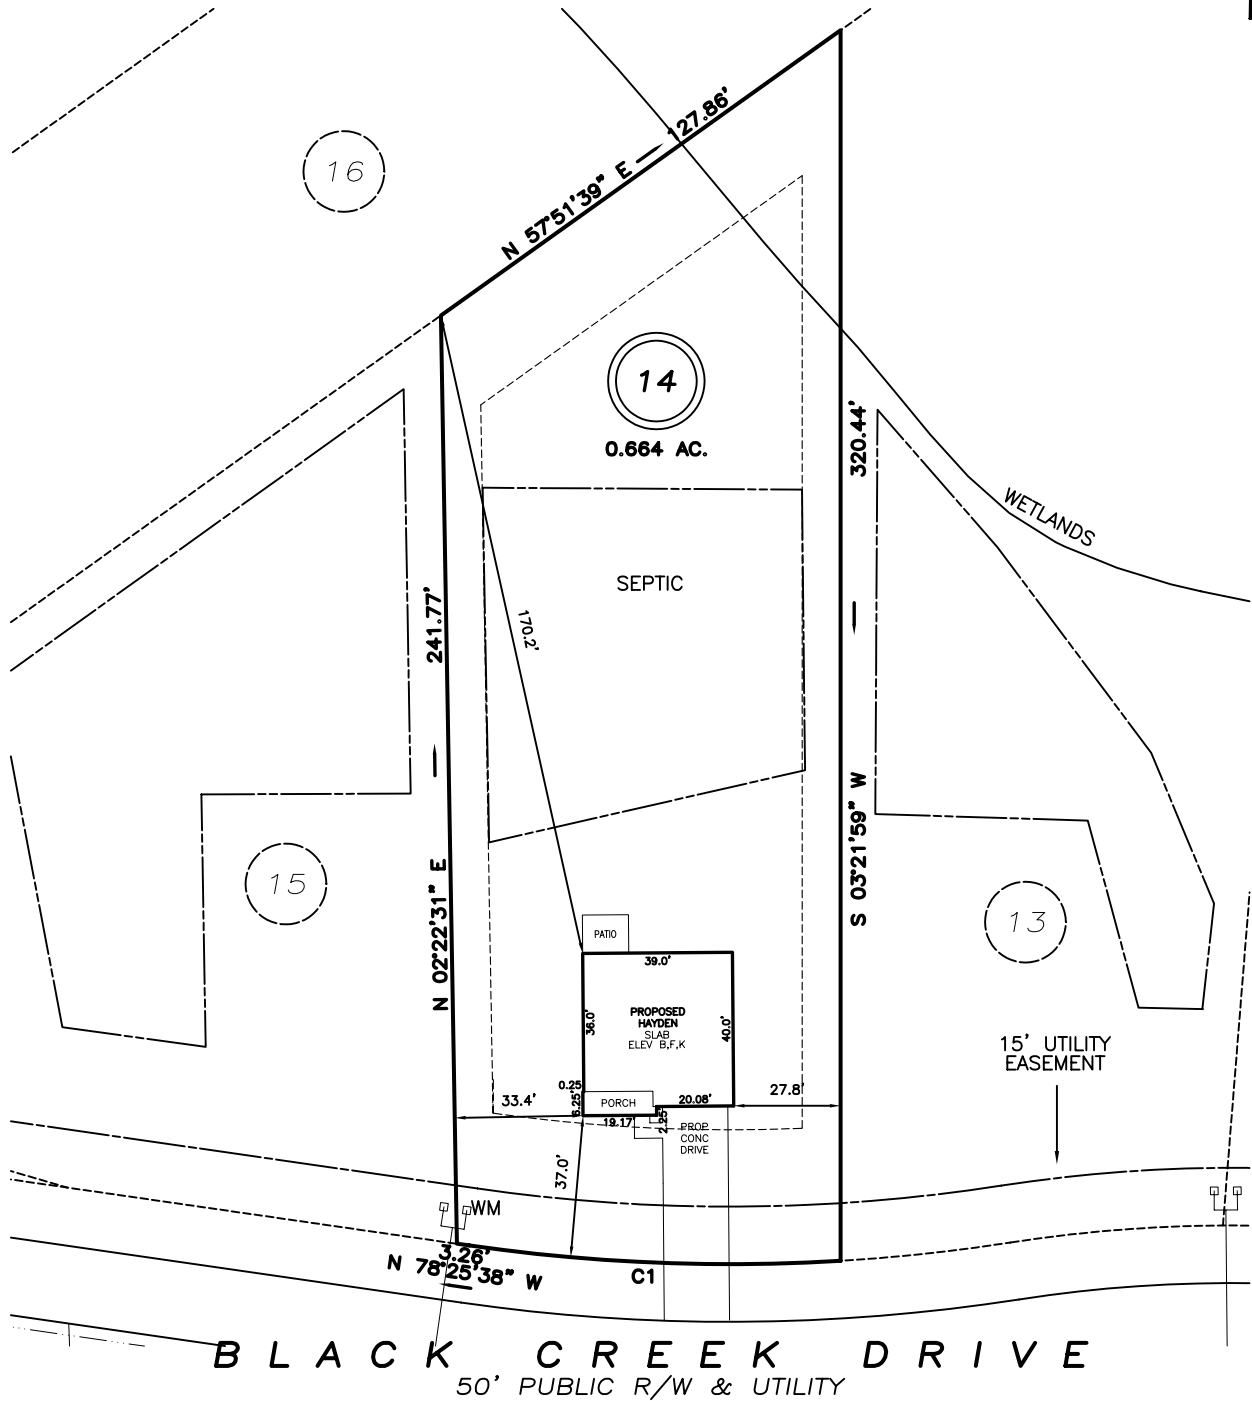 16
N 57°51'39" E
127.86'
14
0.664 AC.
320.44'
WETLANDS
SEPTIC
241.77'
170.2'
S 03°21'59" W
15
N 02°22'31" E
13
PATIO
39.0'
PROPOSED
HAYDEN
SLAB
ELEV B,F,K
36.0'
40.0'
15' UTILITY
EASEMENT
0.25
6.25'
33.4'
PORCH
20.08'
27.8'
19.17'
2.25'
PROP
CONC
DRIVE
37.0'
WM
3.26'
N 78°25'38" W
C1
BLACK CREEK DRIVE
50' PUBLIC R/W & UTILITY